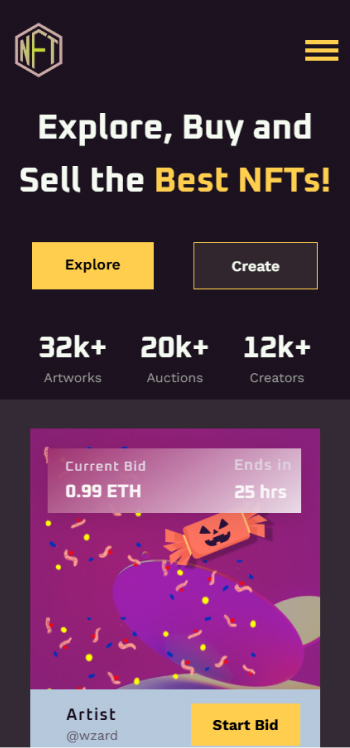 NFT
Explore, Buy and
Sell the Best NFTs!
Explore
Create
32k+ 20k+ 12k+
Artworks Auctions Creators
Current Bid Ends in
0.99 ETH 25 hrs
Artist
@wzard
Start Bid